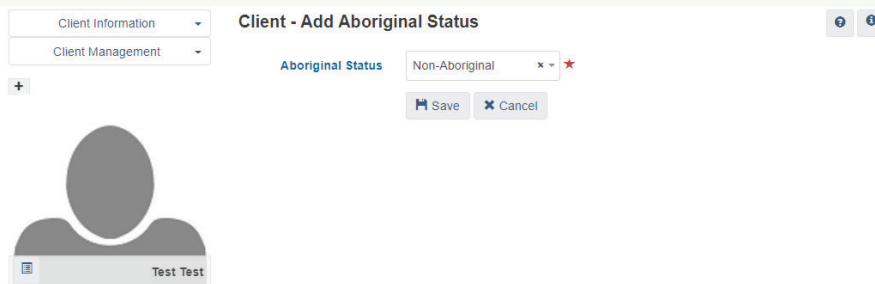 Client Information
Client Management
+
Test Test
Client - Add Aboriginal Status
Aboriginal Status Non-Aboriginal × ★
Save Cancel